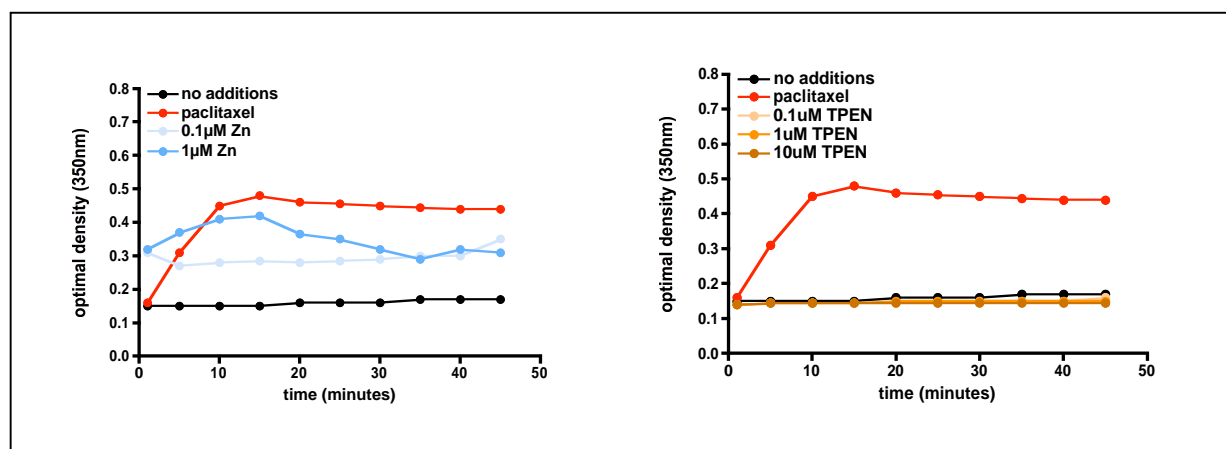 0.8
0.7
0.6
0.5
0.4
0.3
0.2
0.1
0.0
optimal density (350nm)
no additions
paclitaxel
0.1µM Zn
1µM Zn
0
10
20
30
40
50
time (minutes)
0.8
0.7
0.6
0.5
0.4
0.3
0.2
0.1
0.0
optimal density (350nm)
no additions
paclitaxel
0.1uM TPEN
1uM TPEN
10uM TPEN
0
10
20
30
40
50
time (minutes)